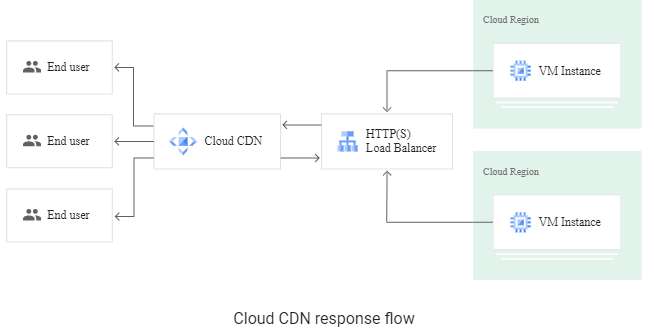 Cloud Region
End user
VM Instance
HTTP(S)
Load Balancer
End user
Cloud CDN
Cloud Region
End user
VM Instance
Cloud CDN response flow